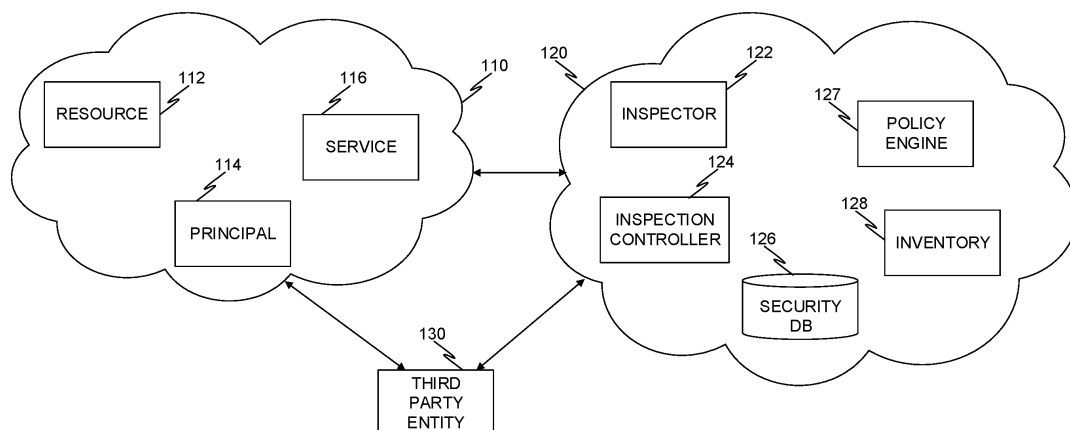 110
112
RESOURCE
116
SERVICE
114
PRINCIPAL
120
122
INSPECTOR
127
POLICY
ENGINE
124
INSPECTION
CONTROLLER
128
INVENTORY
126
SECURITY
DB
130
THIRD
PARTY
ENTITY